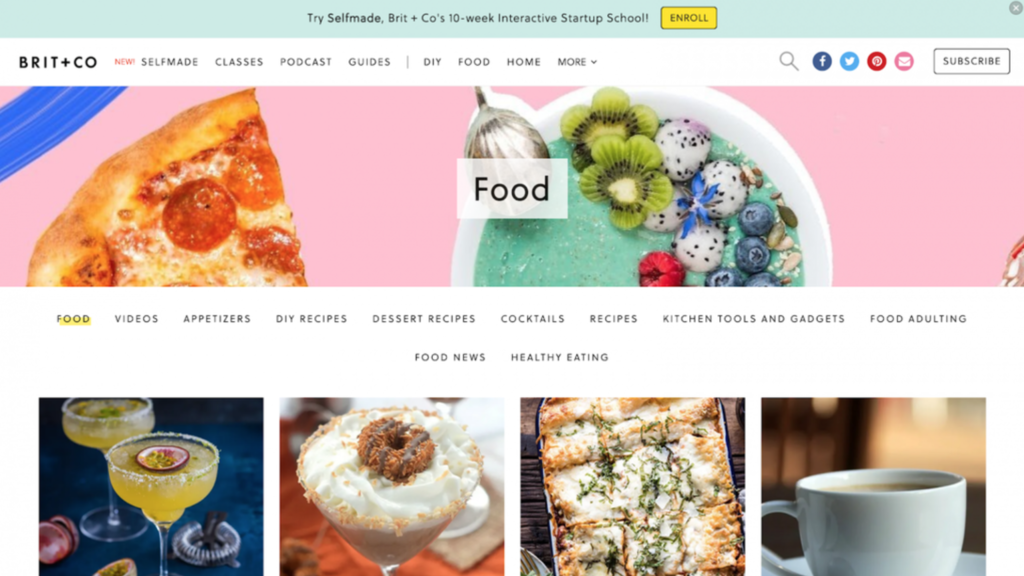 Try Selfmade, Brit + Co's 10-week Interactive Startup School! ENROLL
BRIT+CO NEW! SELFMADE CLASSES PODCAST GUIDES | DIY FOOD HOME MORE SUBSCRIBE
Food
FOOD VIDEOS APPETIZERS DIY RECIPES DESSERT RECIPES COCKTAILS RECIPES KITCHEN TOOLS AND GADGETS FOOD ADULTING
FOOD NEWS HEALTHY EATING